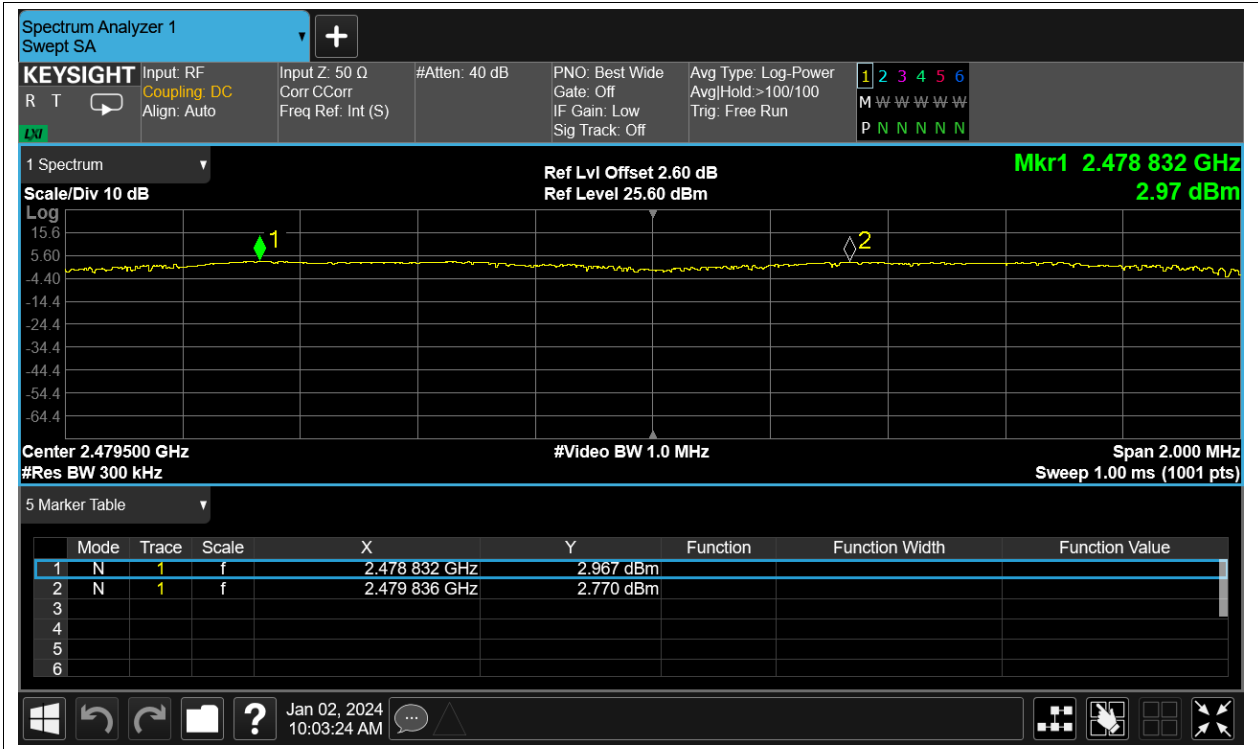 Spectrum Analyzer 1
Swept SA
KEYSIGHT
R T
LXI
Input: RF
Coupling: DC
Align: Auto
Input Z: 50 Ω
Corr CCorr
Freq Ref: Int (S)
#Atten: 40 dB
PNO: Best Wide
Gate: Off
IF Gain: Low
Sig Track: Off
Avg Type: Log-Power
Avg|Hold:>100/100
Trig: Free Run
1 2 3 4 5 6
M W W W W W
P N N N N N
1 Spectrum
Scale/Div 10 dB
Ref Lvl Offset 2.60 dB
Ref Level 25.60 dBm
Mkr1 2.478 832 GHz
2.97 dBm
Log
15.6
5.60
-4.40
-14.4
-24.4
-34.4
-44.4
-54.4
-64.4
1
2
Center 2.479500 GHz
#Res BW 300 kHz
#Video BW 1.0 MHz
Span 2.000 MHz
Sweep 1.00 ms (1001 pts)
5 Marker Table
Mode Trace Scale X Y Function Function Width Function Value
1 N 1 f 2.478 832 GHz 2.967 dBm
2 N 1 f 2.479 836 GHz 2.770 dBm
3
4
5
6
?
Jan 02, 2024
10:03:24 AM